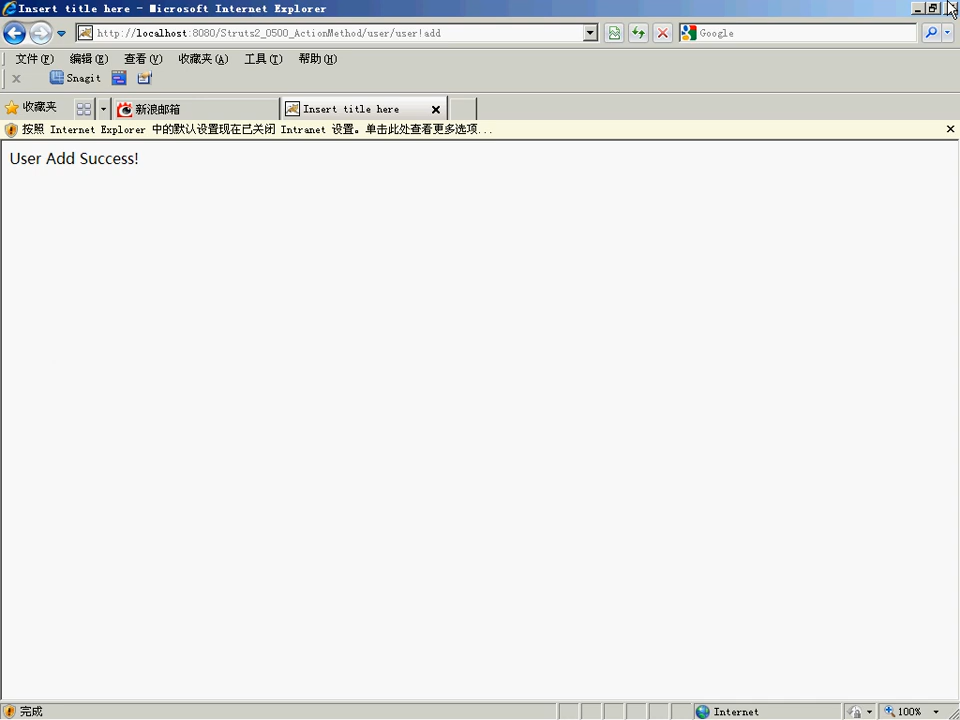 Insert title here - Microsoft Internet Explorer
http://localhost:8080/Struts2_0500_ActionMethod/user/user!add
Google
文件(F) 编辑(E) 查看(V) 收藏夹(A) 工具(T) 帮助(H)
x Snagit
收藏夹 新浪邮箱 Insert title here
按照 Internet Explorer 中的默认设置现在已关闭 Intranet 设置。单击此处查看更多选项...
User Add Success!
完成 Internet 100%